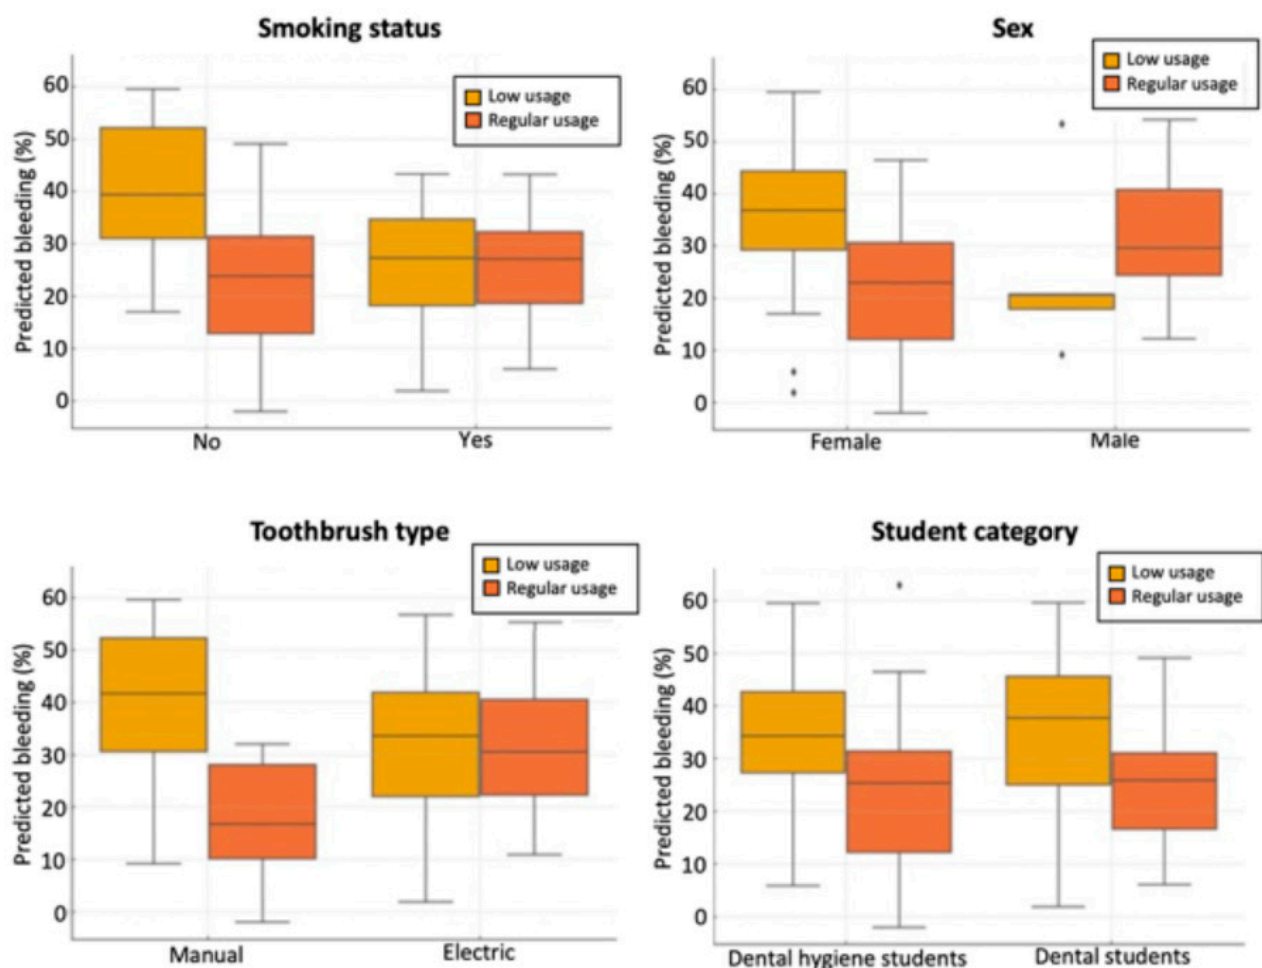 Smoking status
Low usage
Regular usage
Predicted bleeding (%)
60
50
40
30
20
10
0
No Yes
Sex
Low usage
Regular usage
Predicted bleeding (%)
60
50
40
30
20
10
0
Female Male
Toothbrush type
Low usage
Regular usage
Predicted bleeding (%)
60
50
40
30
20
10
0
Manual Electric
Student category
Low usage
Regular usage
Predicted bleeding (%)
60
50
40
30
20
10
0
Dental hygiene students Dental students